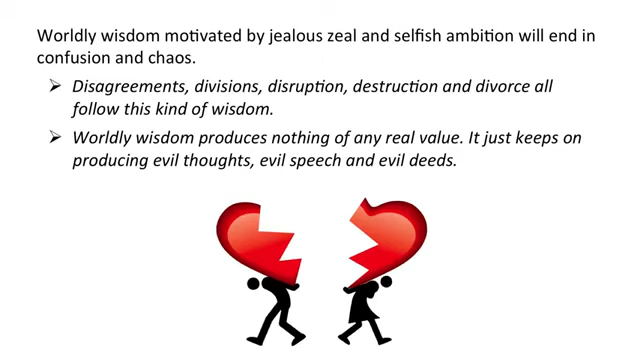 Worldly wisdom motivated by jealous zeal and selfish ambition will end in
confusion and chaos.
➢ Disagreements, divisions, disruption, destruction and divorce all
follow this kind of wisdom.
➢ Worldly wisdom produces nothing of any real value. It just keeps on
producing evil thoughts, evil speech and evil deeds.